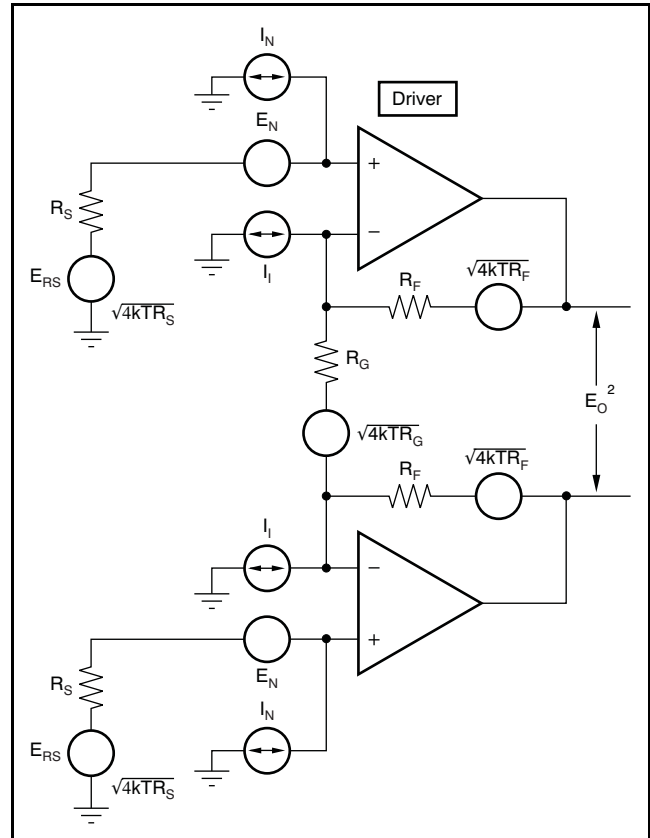 I_N
Driver
E_N
R_S
I_I
E_RS
√4kTR_S
R_F
√4kTR_F
R_G
√4kTR_G
E_O^2
R_F
√4kTR_F
I_I
E_N
R_S
I_N
E_RS
√4kTR_S
+
−
−
+